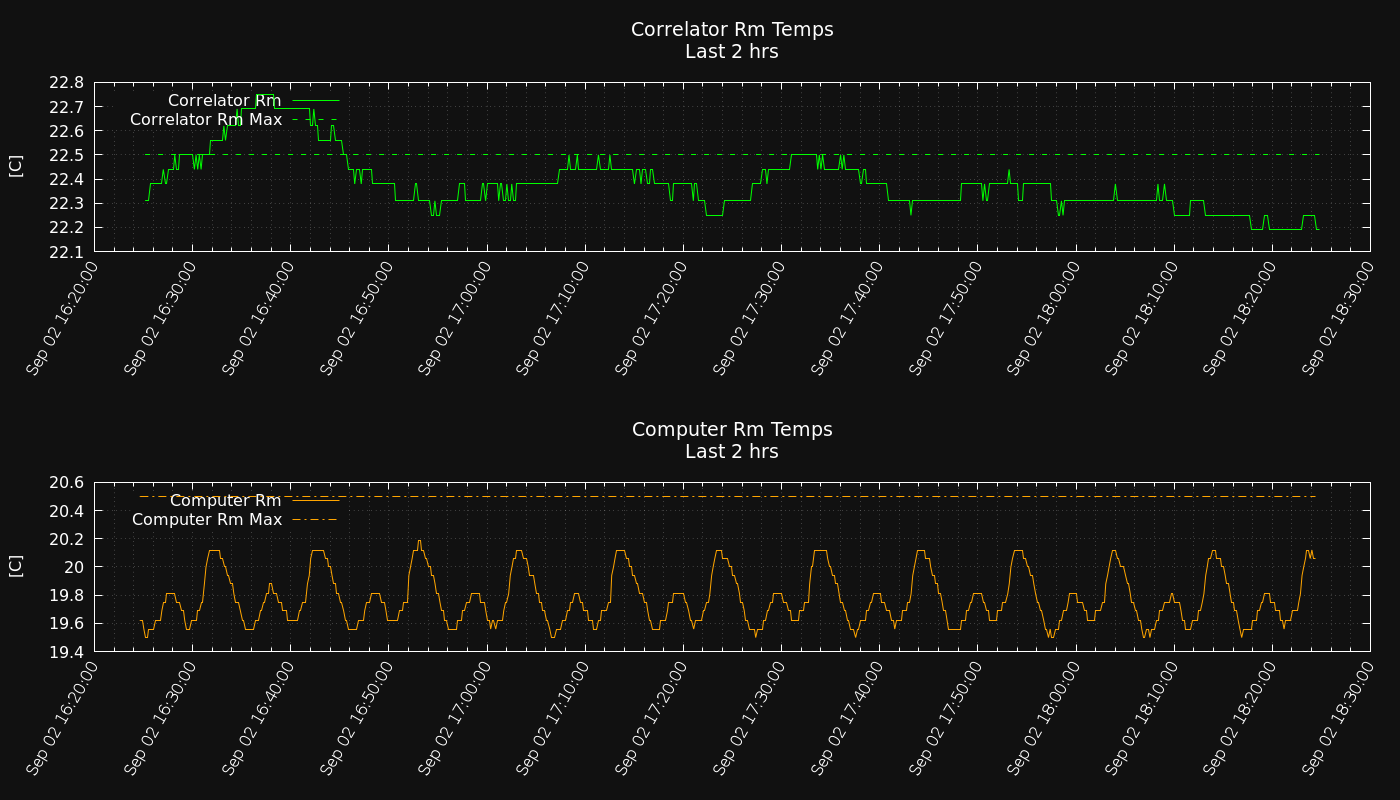 Correlator Rm Temps
Last 2 hrs
22.8
22.7
22.6
22.5
22.4
22.3
22.2
22.1
[C]
Correlator Rm
Correlator Rm Max
Sep 02 16:20:00
Sep 02 16:30:00
Sep 02 16:40:00
Sep 02 16:50:00
Sep 02 17:00:00
Sep 02 17:10:00
Sep 02 17:20:00
Sep 02 17:30:00
Sep 02 17:40:00
Sep 02 17:50:00
Sep 02 18:00:00
Sep 02 18:10:00
Sep 02 18:20:00
Sep 02 18:30:00
Computer Rm Temps
Last 2 hrs
20.6
20.4
20.2
20
19.8
19.6
19.4
[C]
Computer Rm
Computer Rm Max
Sep 02 16:20:00
Sep 02 16:30:00
Sep 02 16:40:00
Sep 02 16:50:00
Sep 02 17:00:00
Sep 02 17:10:00
Sep 02 17:20:00
Sep 02 17:30:00
Sep 02 17:40:00
Sep 02 17:50:00
Sep 02 18:00:00
Sep 02 18:10:00
Sep 02 18:20:00
Sep 02 18:30:00